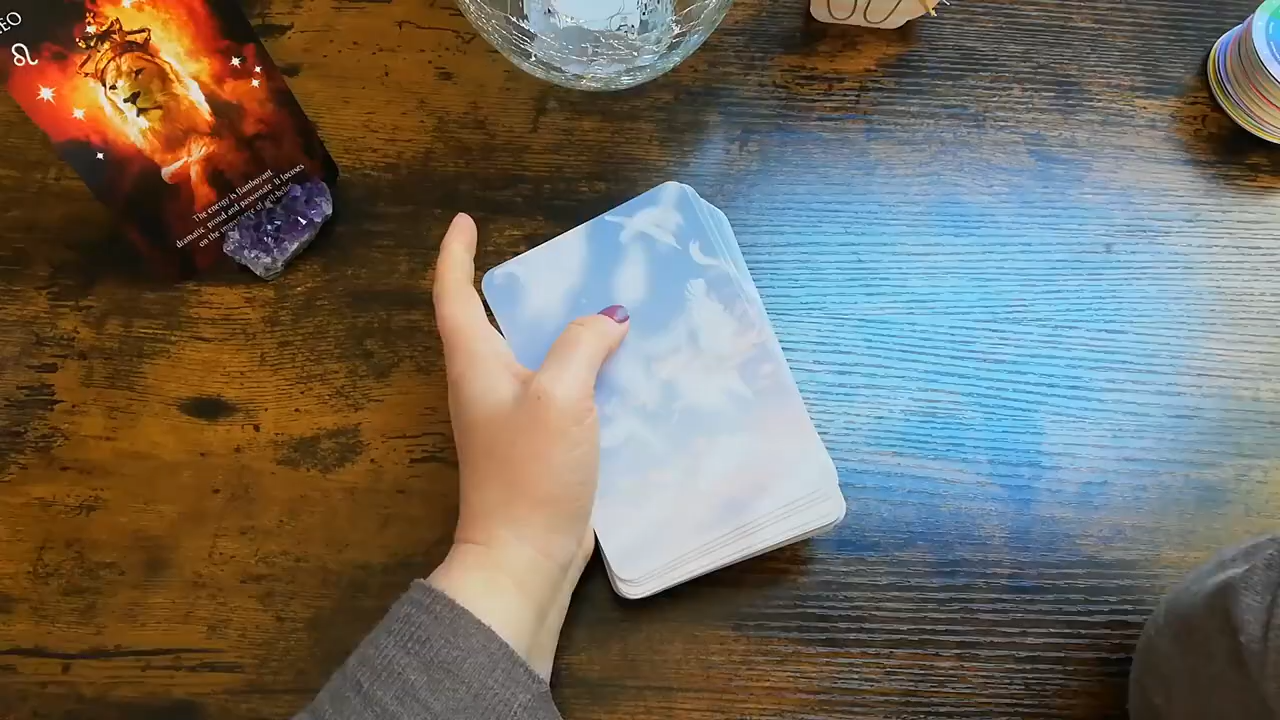 LEO
♌
The energy is flamboyant,
dramatic, proud and passionate. It focuses
on the importance of self-belief